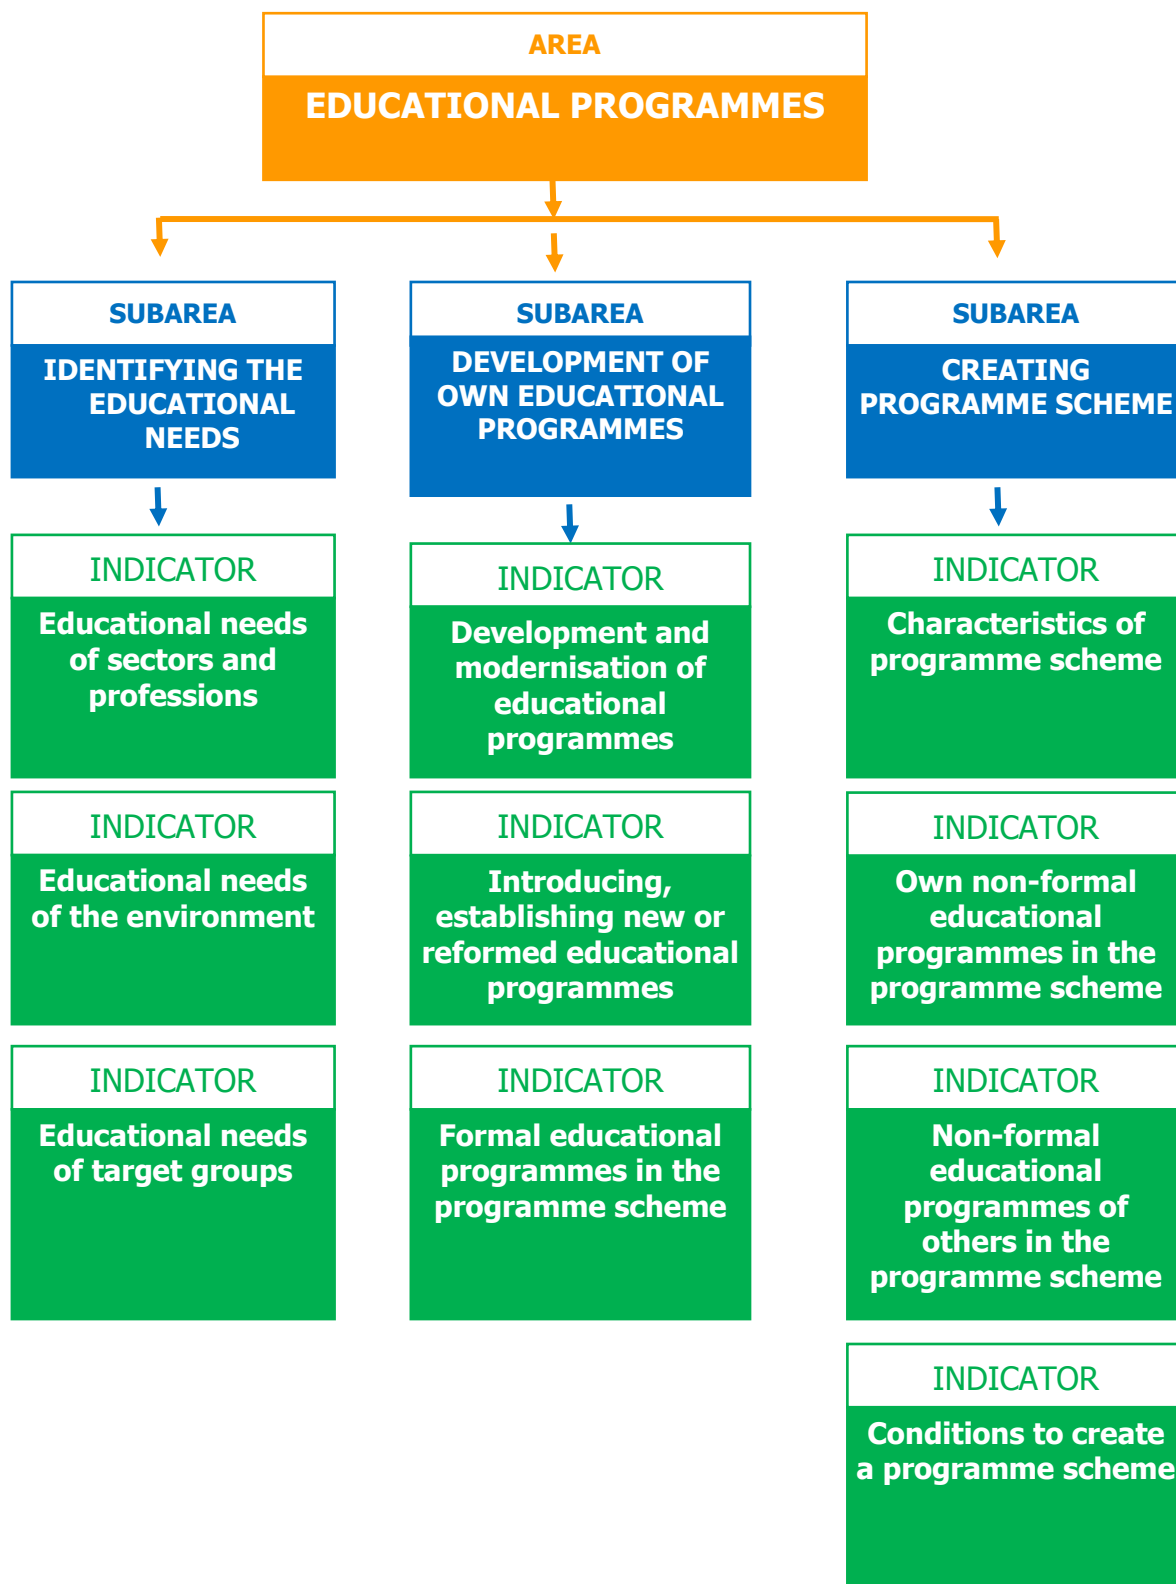 AREA
EDUCATIONAL PROGRAMMES
SUBAREA
IDENTIFYING THE
EDUCATIONAL
NEEDS
INDICATOR
Educational needs
of sectors and
professions
INDICATOR
Educational needs
of the environment
INDICATOR
Educational needs
of target groups
SUBAREA
DEVELOPMENT OF
OWN EDUCATIONAL
PROGRAMMES
INDICATOR
Development and
modernisation of
educational
programmes
INDICATOR
Introducing,
establishing new or
reformed educational
programmes
INDICATOR
Formal educational
programmes in the
programme scheme
SUBAREA
CREATING
PROGRAMME SCHEME
INDICATOR
Characteristics of
programme scheme
INDICATOR
Own non-formal
educational
programmes in the
programme scheme
INDICATOR
Non-formal
educational
programmes of
others in the
programme scheme
INDICATOR
Conditions to create
a programme scheme